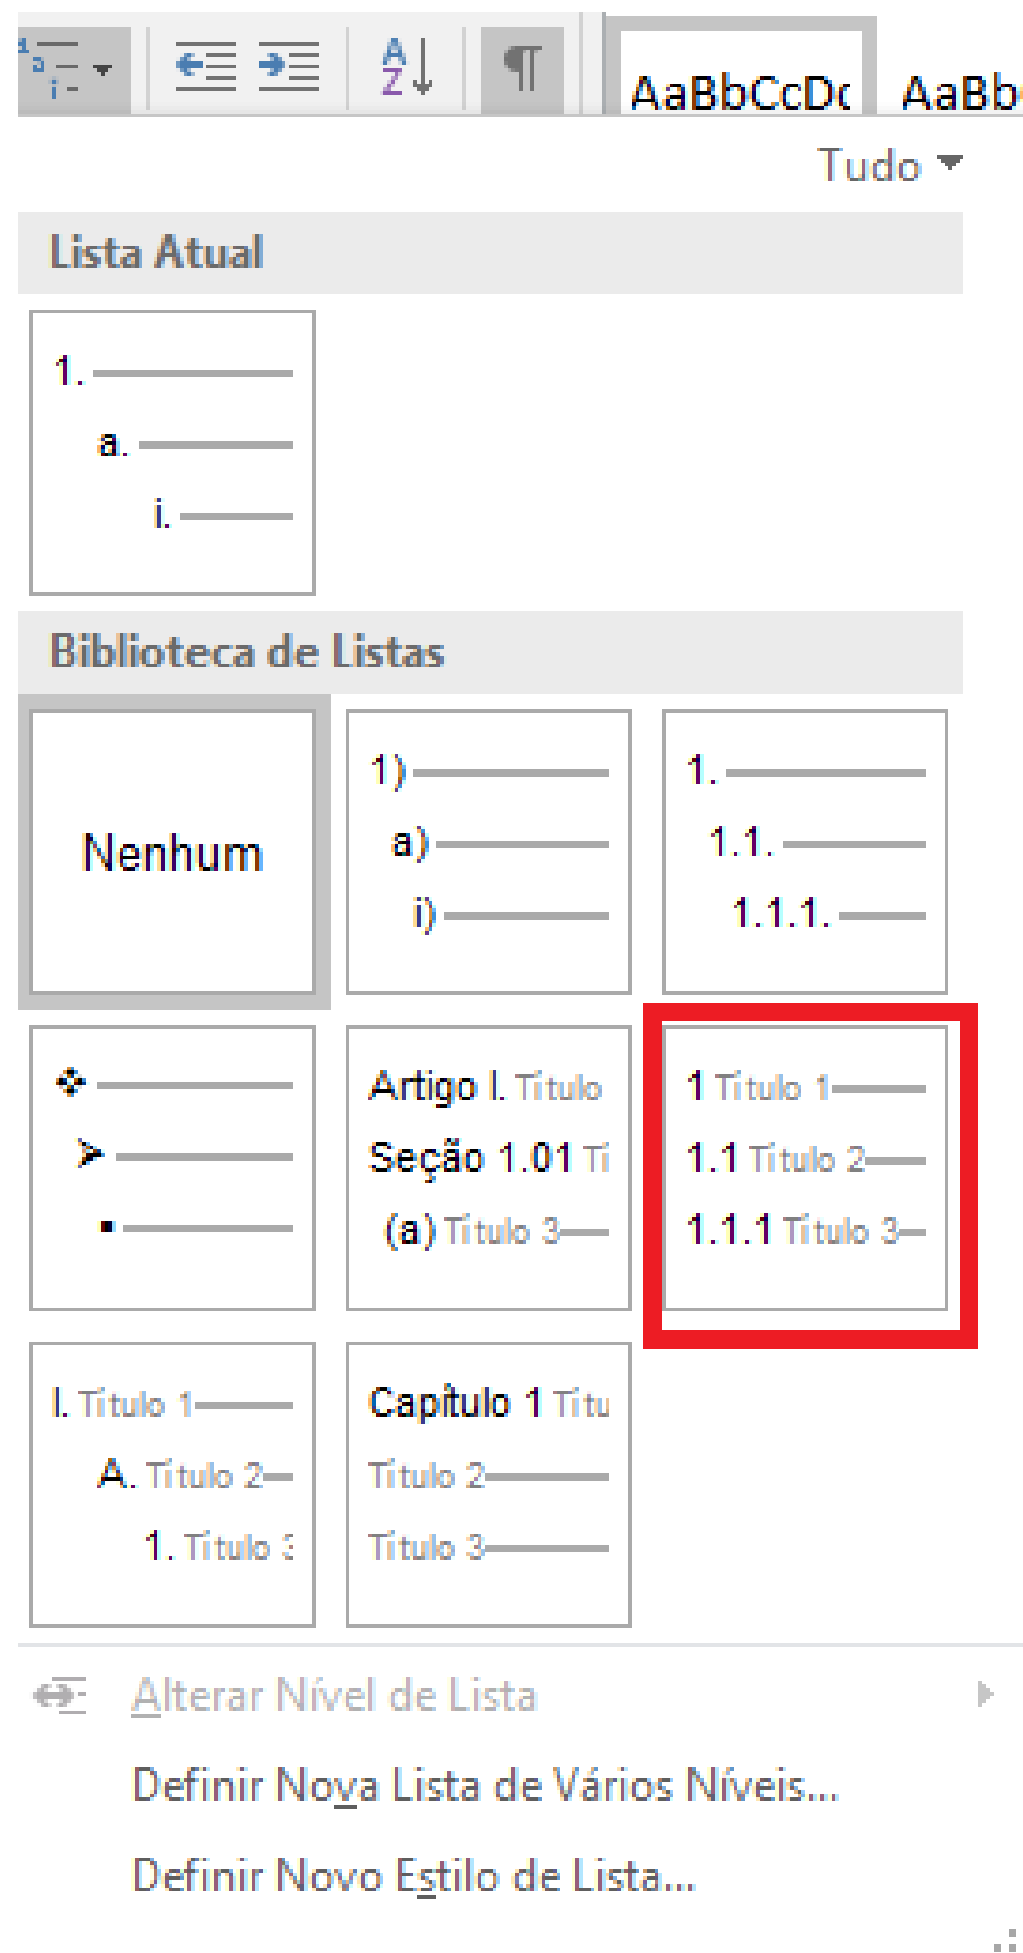 AaBbCcDc AaBb
Tudo
Lista Atual
1.
a.
i.
Biblioteca de Listas
Nenhum
1)
a)
i)
1.
1.1.
1.1.1.
Artigo I. Título
Seção 1.01 Tí
(a) Título 3
1 Título 1
1.1 Título 2
1.1.1 Título 3
I. Título 1
A. Título 2
1. Título 3
Capítulo 1 Títu
Título 2
Título 3
Alterar Nível de Lista
Definir Nova Lista de Vários Níveis...
Definir Novo Estilo de Lista...